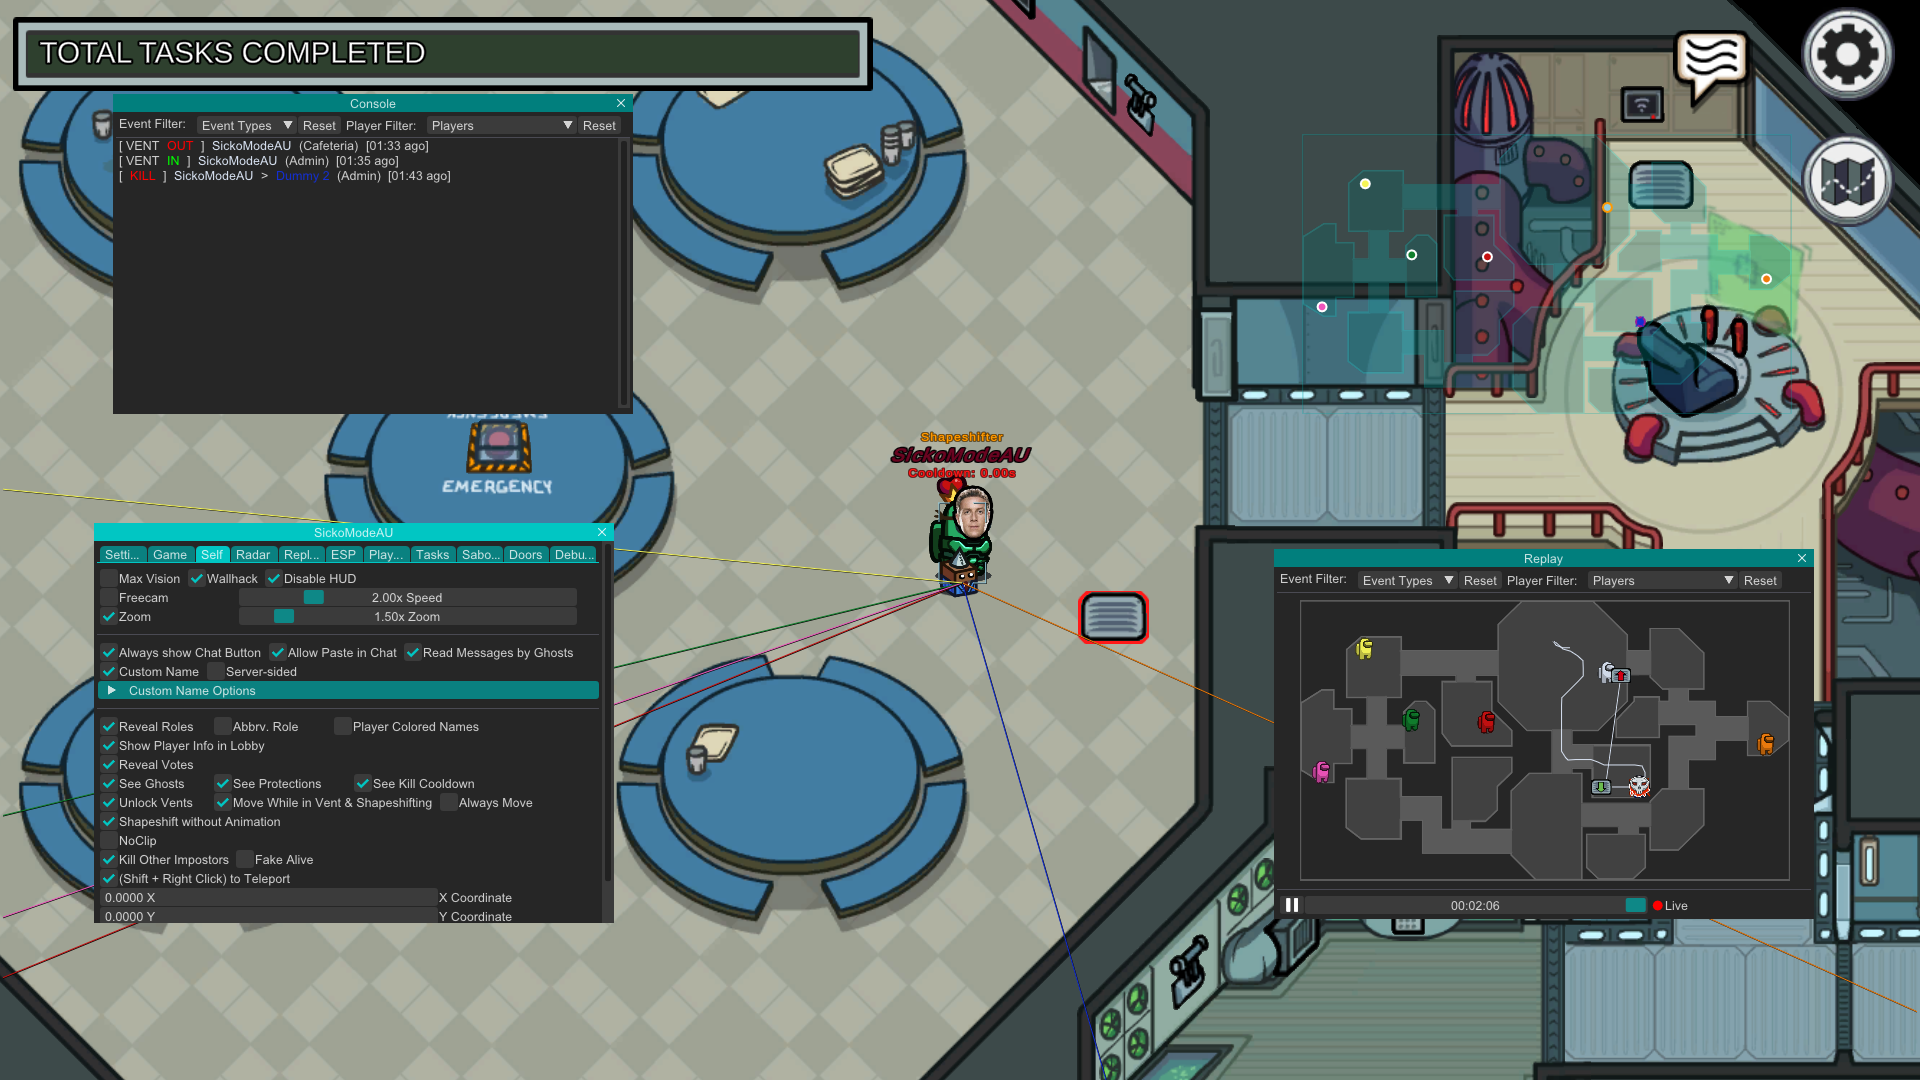 TOTAL TASKS COMPLETED
Console
Event Filter: Event Types Reset Player Filter: Players Reset
[ VENT OUT ] SickoModeAU (Cafeteria) [01:33 ago]
[ VENT IN ] SickoModeAU (Admin) [01:35 ago]
[ KILL ] SickoModeAU > Dummy 2 (Admin) [01:43 ago]
EMERGENCY
EMERGENCY
Shapeshifter
SickoModeAU
Cooldown: 0.00s
SickoModeAU
Setti... Game Self Radar Repl... ESP Play... Tasks Sabo... Doors Debu...
Max Vision Wallhack Disable HUD
Freecam 2.00x Speed
Zoom 1.50x Zoom
Always show Chat Button Allow Paste in Chat Read Messages by Ghosts
Custom Name Server-sided
Custom Name Options
Reveal Roles Abbrv. Role Player Colored Names
Show Player Info in Lobby
Reveal Votes
See Ghosts See Protections See Kill Cooldown
Unlock Vents Move While in Vent & Shapeshifting Always Move
Shapeshift without Animation
NoClip
Kill Other Impostors Fake Alive
(Shift + Right Click) to Teleport
0.0000 X X Coordinate
0.0000 Y Y Coordinate
Replay
Event Filter: Event Types Reset Player Filter: Players Reset
00:02:06 Live